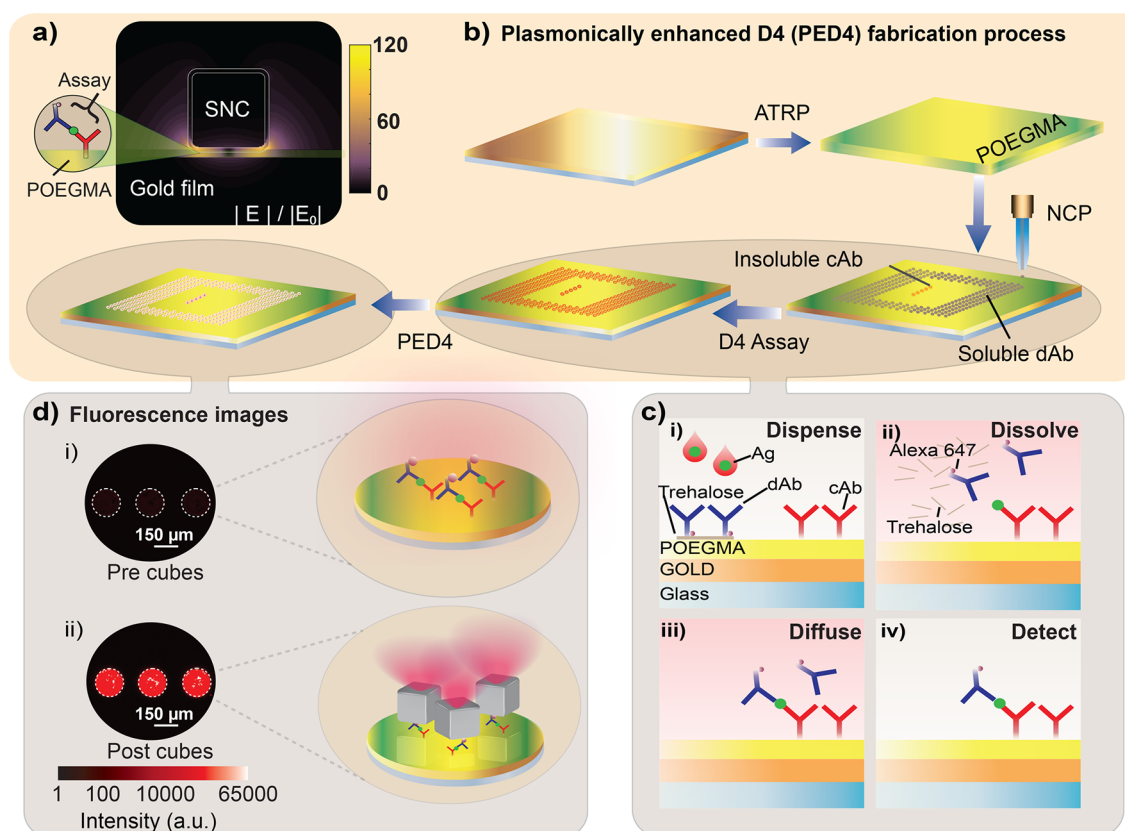 a)
Assay
POEGMA
SNC
Gold film
| E | / |E₀|
120
60
0
b) Plasmonically enhanced D4 (PED4) fabrication process
ATRP
POEGMA
NCP
Insoluble cAb
Soluble dAb
D4 Assay
PED4
c)
i) Dispense
Ag
Trehalose
dAb
cAb
POEGMA
GOLD
Glass
ii) Dissolve
Alexa 647
Trehalose
iii) Diffuse
iv) Detect
d) Fluorescence images
i)
150 µm
Pre cubes
ii)
150 µm
Post cubes
1 100 10000 65000
Intensity (a.u.)